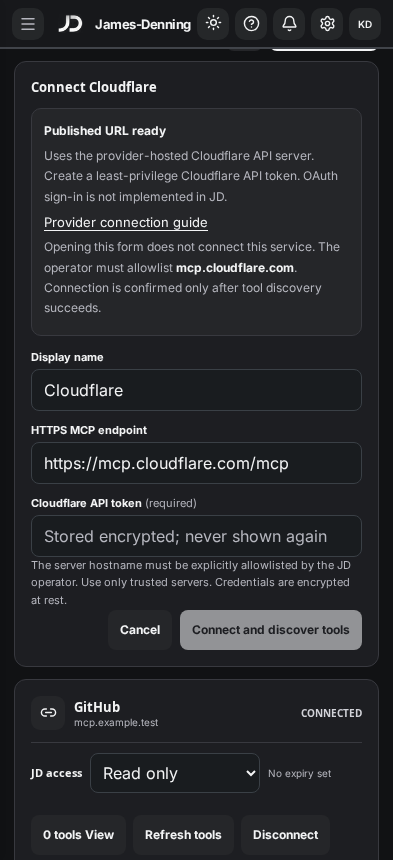 JD James-Denning KD
Connect Cloudflare
Published URL ready
Uses the provider-hosted Cloudflare API server.
Create a least-privilege Cloudflare API token. OAuth
sign-in is not implemented in JD.
Provider connection guide
Opening this form does not connect this service. The
operator must allowlist mcp.cloudflare.com.
Connection is confirmed only after tool discovery
succeeds.
Display name
Cloudflare
HTTPS MCP endpoint
https://mcp.cloudflare.com/mcp
Cloudflare API token (required)
Stored encrypted; never shown again
The server hostname must be explicitly allowlisted by the JD
operator. Use only trusted servers. Credentials are encrypted
at rest.
Cancel Connect and discover tools
GitHub CONNECTED
mcp.example.test
JD access Read only No expiry set
0 tools View Refresh tools Disconnect